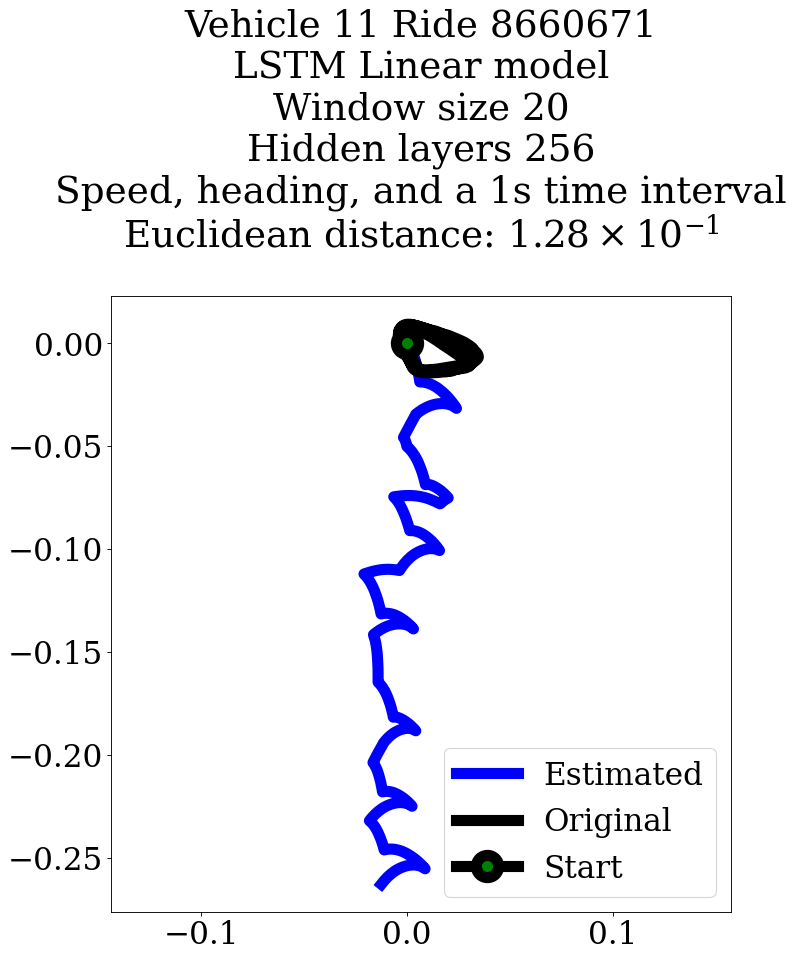 Vehicle 11 Ride 8660671
LSTM Linear model
Window size 20
Hidden layers 256
Speed, heading, and a 1s time interval
Euclidean distance: 1.28 × 10⁻¹
0.00
−0.05
−0.10
−0.15
−0.20
−0.25
−0.1
0.0
0.1
Estimated
Original
Start